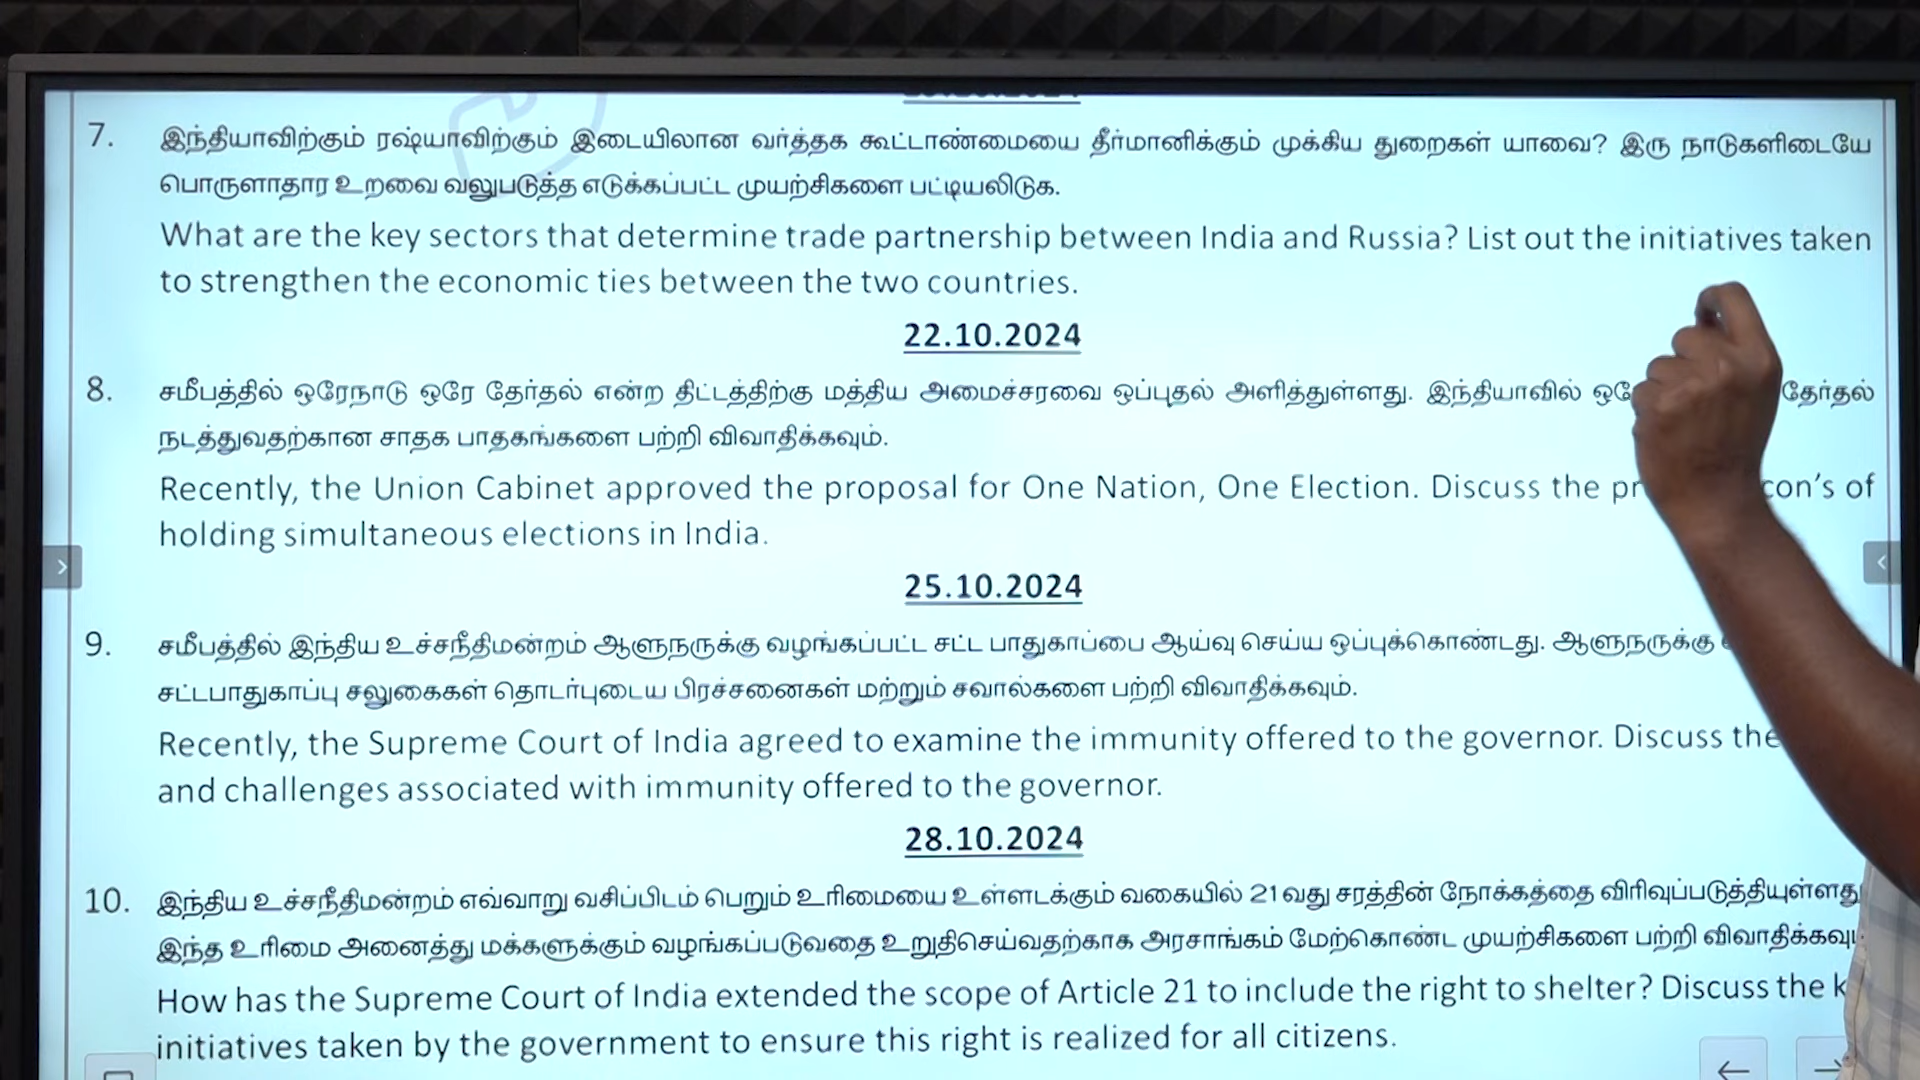 7. இந்தியாவிற்கும் ரஷ்யாவிற்கும் இடையிலான வர்த்தக கூட்டாண்மையை தீர்மானிக்கும் முக்கிய துறைகள் யாவை? இரு நாடுகளிடையே
பொருளாதார உறவை வலுபடுத்த எடுக்கப்பட்ட முயற்சிகளை பட்டியலிடுக.
What are the key sectors that determine trade partnership between India and Russia? List out the initiatives taken
to strengthen the economic ties between the two countries.
22.10.2024
8. சமீபத்தில் ஒரேநாடு ஒரே தேர்தல் என்ற திட்டத்திற்கு மத்திய அமைச்சரவை ஒப்புதல் அளித்துள்ளது. இந்தியாவில் தேர்தல்
நடத்துவதற்கான சாதக பாதகங்களை பற்றி விவாதிக்கவும்.
Recently, the Union Cabinet approved the proposal for One Nation, One Election. Discuss the con's of
holding simultaneous elections in India.
25.10.2024
9. சமீபத்தில் இந்திய உச்சநீதிமன்றம் ஆளுநருக்கு வழங்கப்பட்ட சட்ட பாதுகாப்பை ஆய்வு செய்ய ஒப்புக்கொண்டது. ஆளுநருக்கு
சட்டபாதுகாப்பு சலுகைகள் தொடர்புடைய பிரச்சனைகள் மற்றும் சவால்களை பற்றி விவாதிக்கவும்.
Recently, the Supreme Court of India agreed to examine the immunity offered to the governor. Discuss the
and challenges associated with immunity offered to the governor.
28.10.2024
10. இந்திய உச்சநீதிமன்றம் எவ்வாறு வசிப்பிடம் பெறும் உரிமையை உள்ளடக்கும் வகையில் 21வது சரத்தின் நோக்கத்தை விரிவுப்படுத்தியுள்ளது
இந்த உரிமை அனைத்து மக்களுக்கும் வழங்கப்படுவதை உறுதிசெய்வதற்காக அரசாங்கம் மேற்கொண்ட முயற்சிகளை பற்றி
How has the Supreme Court of India extended the scope of Article 21 to include the right to shelter? Discuss the
initiatives taken by the government to ensure this right is realized for all citizens.